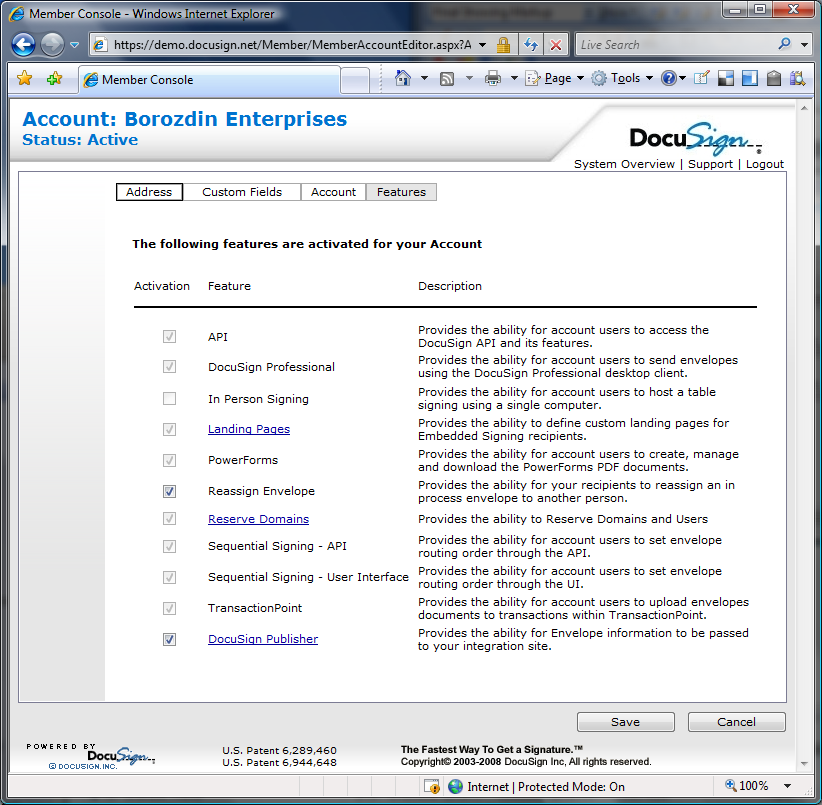 Member Console - Windows Internet Explorer
https://demo.docusign.net/Member/MemberAccountEditor.aspx?A
Live Search
Member Console
Page
Tools
Account: Borozdin Enterprises
Status: Active
DocuSign
System Overview | Support | Logout
Address Custom Fields Account Features
The following features are activated for your Account
Activation Feature Description
API Provides the ability for account users to access the
DocuSign API and its features.
DocuSign Professional Provides the ability for account users to send envelopes
using the DocuSign Professional desktop client.
In Person Signing Provides the ability for account users to host a table
signing using a single computer.
Landing Pages Provides the ability to define custom landing pages for
Embedded Signing recipients.
PowerForms Provides the ability for account users to create, manage
and download the PowerForms PDF documents.
Reassign Envelope Provides the ability for your recipients to reassign an in
process envelope to another person.
Reserve Domains Provides the ability to Reserve Domains and Users
Sequential Signing - API Provides the ability for account users to set envelope
routing order through the API.
Sequential Signing - User Interface Provides the ability for account users to set envelope
routing order through the UI.
TransactionPoint Provides the ability for account users to upload envelopes
documents to transactions within TransactionPoint.
DocuSign Publisher Provides the ability for Envelope information to be passed
to your integration site.
Save Cancel
POWERED BY
DocuSign
© DOCUSIGN.INC.
U.S. Patent 6,289,460
U.S. Patent 6,944,648
The Fastest Way To Get a Signature.™
Copyright© 2003-2008 DocuSign Inc, All rights reserved.
Internet | Protected Mode: On
100%